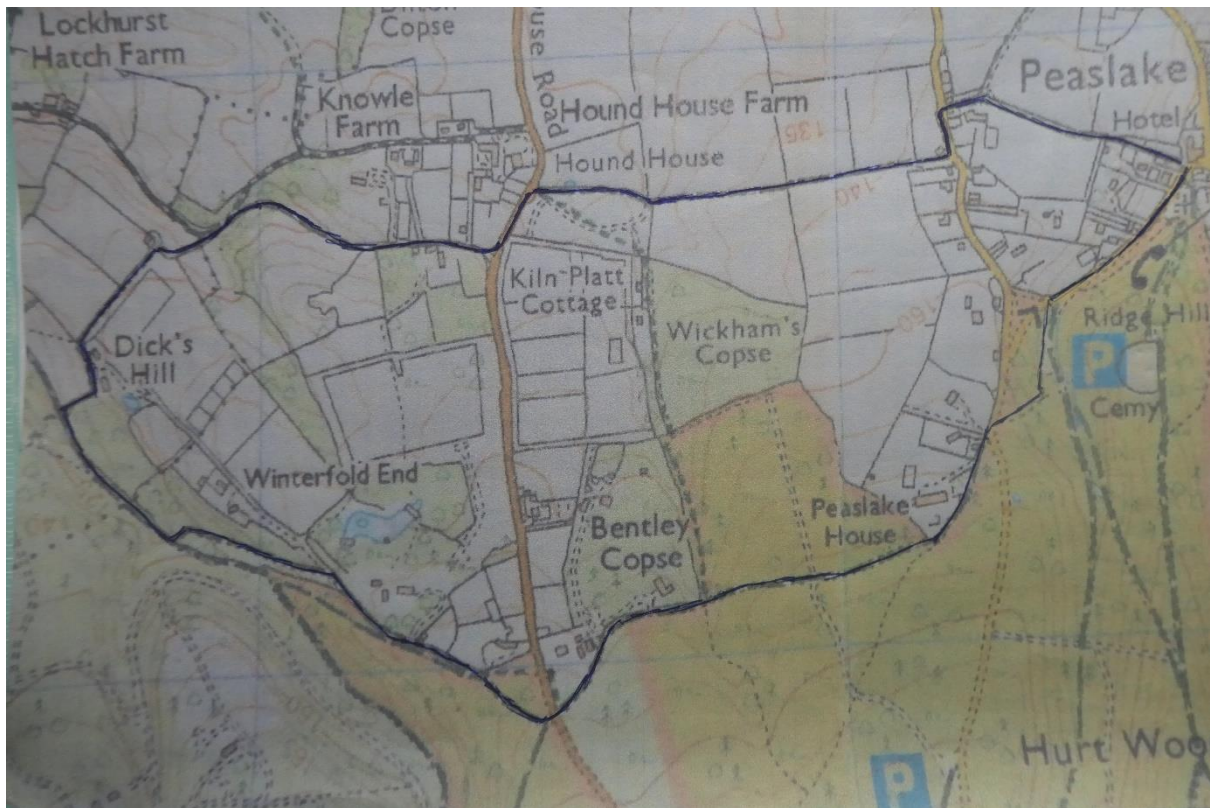 Lockhurst
Hatch Farm
Copse
Knowle
Farm
Hound House Farm
Hound House
Road
Peaslake
Hotel
135
140
160
Kiln Platt
Cottage
Wickham's
Copse
Ridge Hill
P
Cemy
Dick's
Hill
Winterfold End
Bentley
Copse
Peaslake
House
P
Hurt Woo